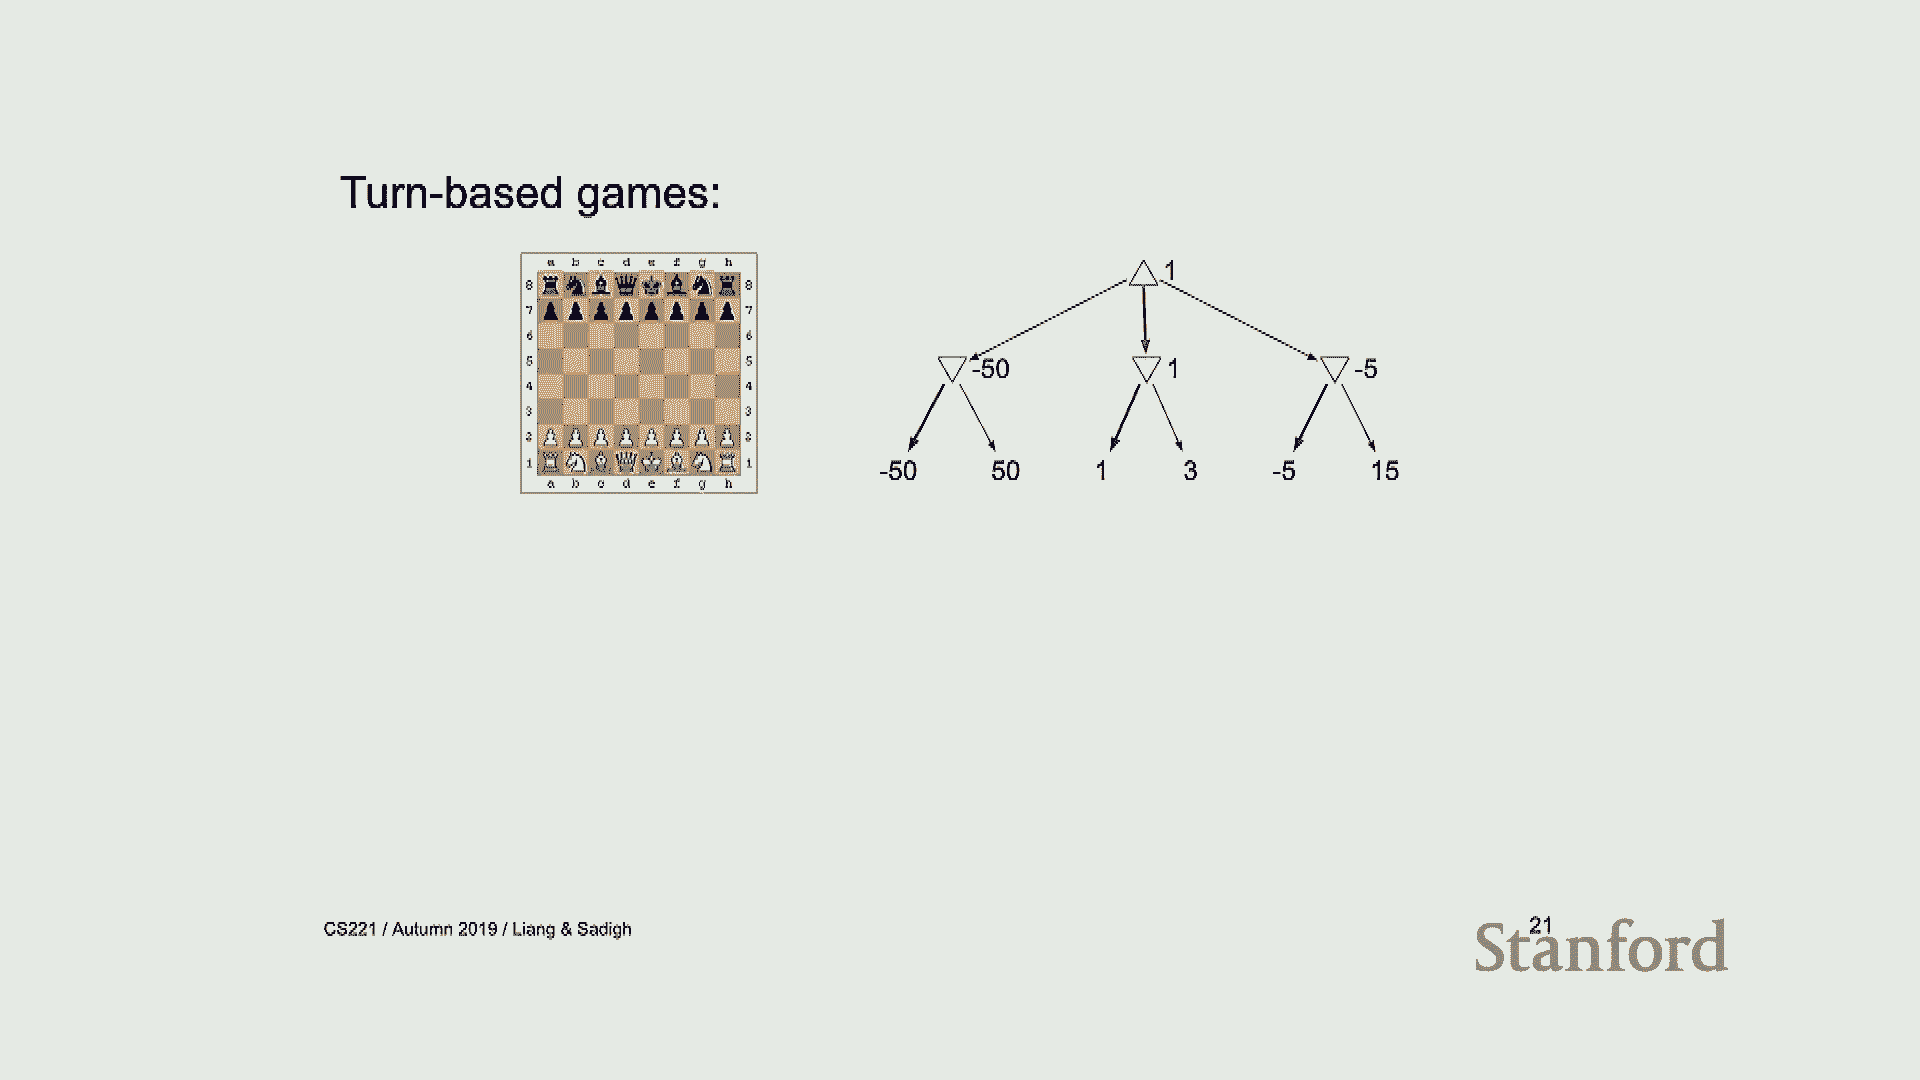 Turn-based games:
a b c d e f g h
8 8
7 7
6 6
5 5
4 4
3 3
2 2
1 1
a b c d e f g h
1
-50 1 -5
-50 50 1 3 -5 15
CS221 / Autumn 2019 / Liang & Sadigh
21
Stanford